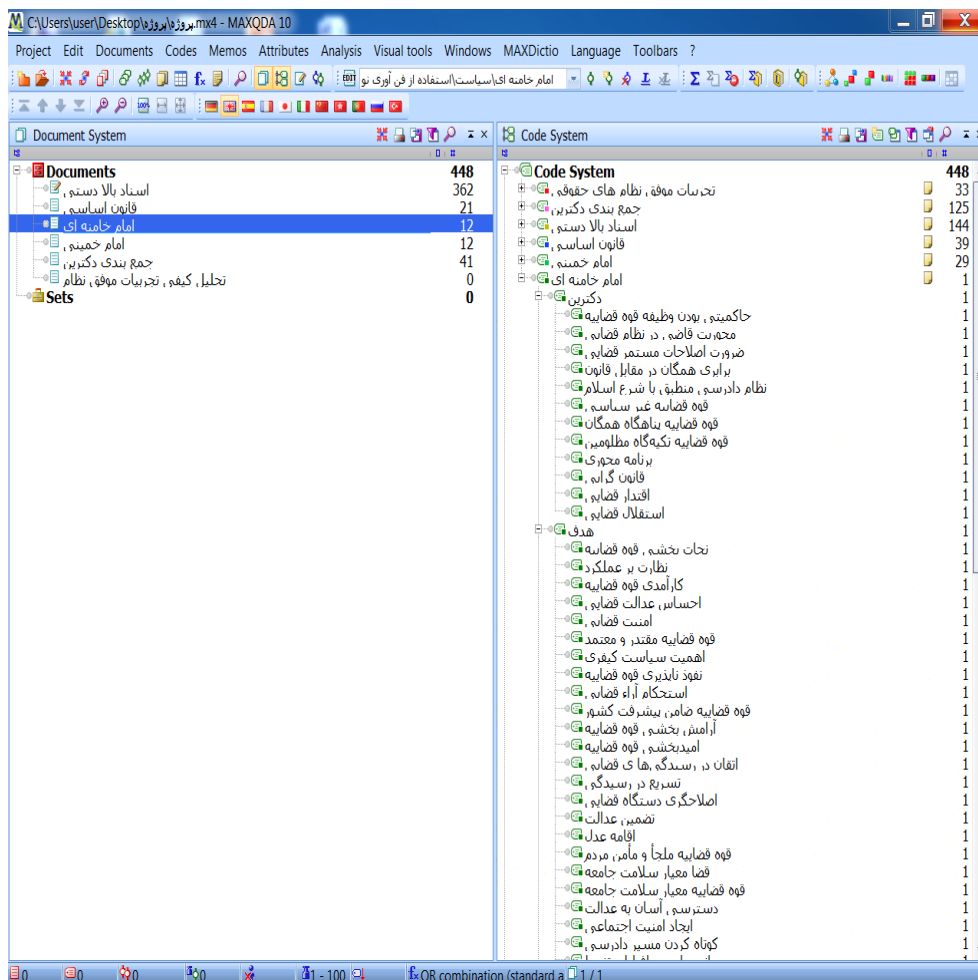 C:\Users\user\Desktop\پروژه\پروژه.mx4 - MAXQDA 10
Project Edit Documents Codes Memos Attributes Analysis Visual tools Windows MAXDictio Language Toolbars ?
امام خامنه ای\سیاست\استفاده از فن آوری نو
Document System
Documents 448
اسناد بالا دستی 362
قانون اساسی 21
امام خامنه ای 12
امام خمینی 12
جمع بندی دکترین 41
تحلیل کیفی تجربیات موفق نظام 0
Sets 0
Code System
Code System 448
تجربیات موفق نظام های حقوقی 33
جمع بندی دکترین 125
اسناد بالا دستی 144
قانون اساسی 39
امام خمینی 29
امام خامنه ای 1
دکترین 1
حاکمیتی بودن وظیفه قوه قضاییه 1
محوریت قاضی در نظام قضایی 1
ضرورت اصلاحات مستمر قضایی 1
برابری همگان در مقابل قانون 1
نظام دادرسی منطبق با شرع اسلام 1
قوه قضاییه غیر سیاسی 1
قوه قضاییه پناهگاه همگان 1
قوه قضاییه تکیه‌گاه مظلومین 1
برنامه محوری 1
قانون گرایی 1
اقتدار قضایی 1
استقلال قضایی 1
هدف 1
نجات بخشی قوه قضاییه 1
نظارت بر عملکرد 1
کارآمدی قوه قضاییه 1
احساس عدالت قضایی 1
امنیت قضایی 1
قوه قضاییه مقتدر و معتمد 1
اهمیت سیاست کیفری 1
نفوذ ناپذیری قوه قضاییه 1
استحکام آراء قضایی 1
قوه قضاییه ضامن پیشرفت کشور 1
آرامش بخشی قوه قضاییه 1
امیدبخشی قوه قضاییه 1
اتقان در رسیدگی‌ها ی قضایی 1
تسریع در رسیدگی 1
اصلاحگری دستگاه قضایی 1
تضمین عدالت 1
اقامه عدل 1
قوه قضاییه ملجأ و مأمن مردم 1
قضا معیار سلامت جامعه 1
قوه قضاییه معیار سلامت جامعه 1
دسترسی آسان به عدالت 1
ایجاد امنیت اجتماعی 1
کوتاه کردن مسیر دادرسی 1
0 0 0 0 1 - 100 OR combination (standard a 1 / 1